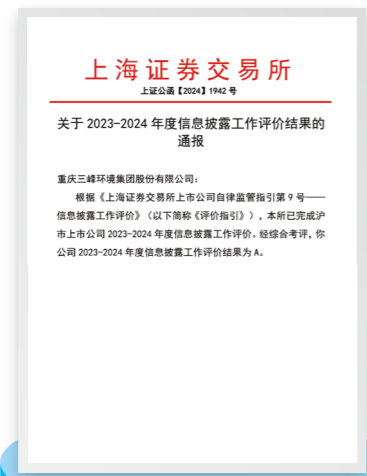 上海证券交易所
上证公函【2024】1942 号
关于 2023-2024 年度信息披露工作评价结果的
通报
重庆三峰环境集团股份有限公司：
根据《上海证券交易所上市公司自律监管指引第 9 号——
信息披露工作评价》（以下简称《评价指引》），本所已完成沪
市上市公司 2023-2024 年度信息披露工作评价。经综合考评，你
公司 2023-2024 年度信息披露工作评价结果为 A。